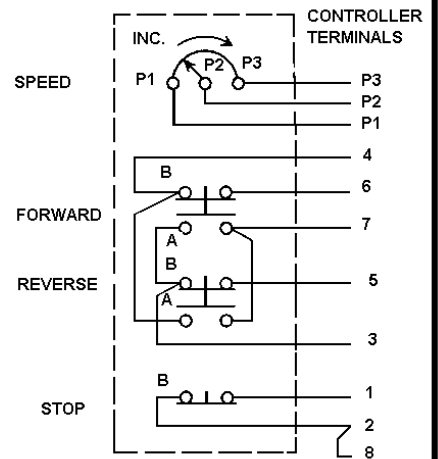 CONTROLLER
TERMINALS
INC.
SPEED
P1
P2
P3
P3
P2
P1
4
B
6
FORWARD
A
7
B
REVERSE
5
A
3
B
1
STOP
2
8